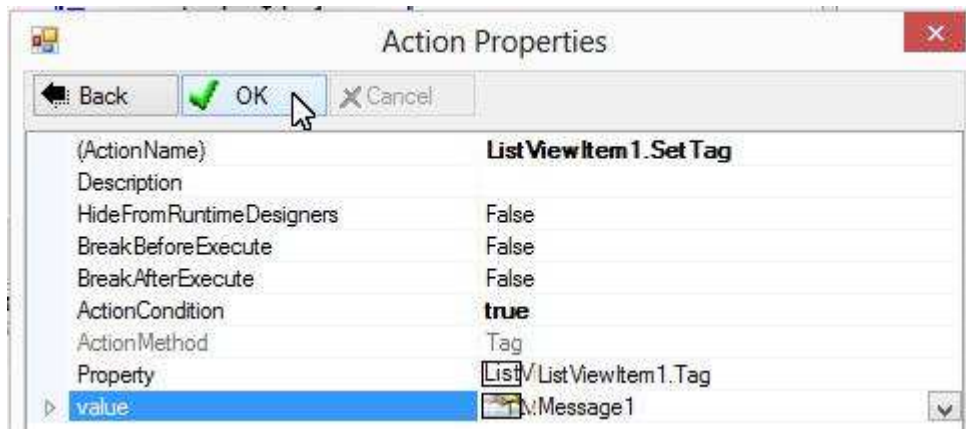 Action Properties
Back OK Cancel
(ActionName) ListViewItem1.SetTag
Description
HideFromRuntimeDesigners False
BreakBeforeExecute False
BreakAfterExecute False
ActionCondition true
ActionMethod Tag
Property List ListViewItem1.Tag
value Message1